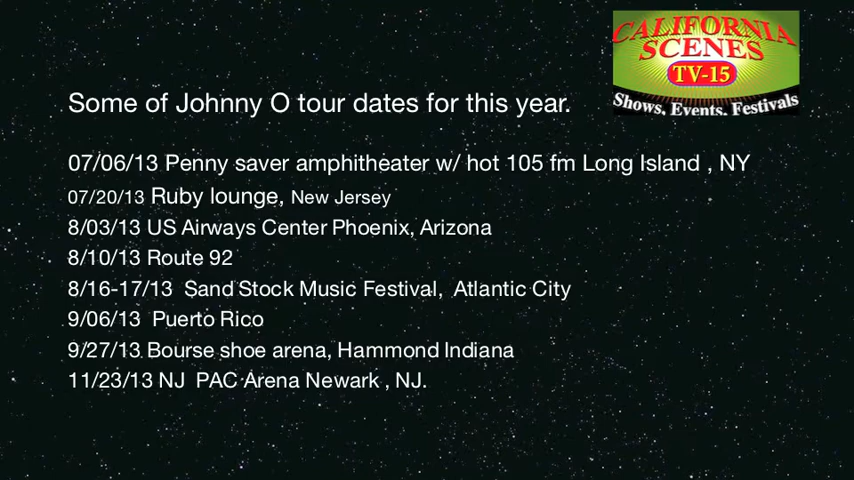 CALIFORNIA
SCENES
TV-15
Shows, Events, Festivals
Some of Johnny O tour dates for this year.
07/06/13 Penny saver amphitheater w/ hot 105 fm Long Island , NY
07/20/13 Ruby lounge, New Jersey
8/03/13 US Airways Center Phoenix, Arizona
8/10/13 Route 92
8/16-17/13 Sand Stock Music Festival, Atlantic City
9/06/13 Puerto Rico
9/27/13 Bourse shoe arena, Hammond Indiana
11/23/13 NJ PAC Arena Newark , NJ.